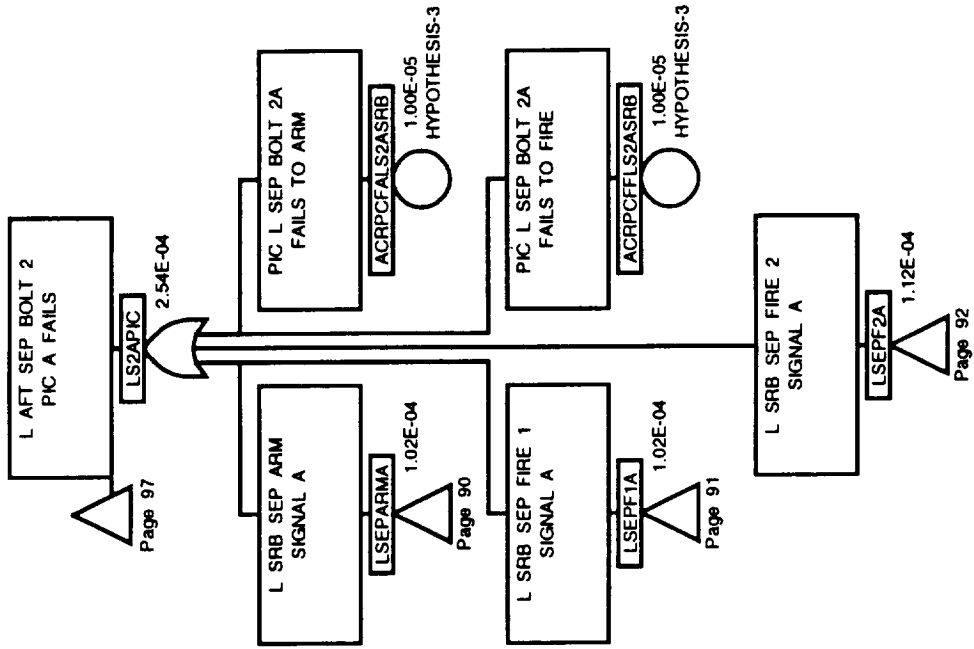 L AFT SEP BOLT 2
PIC A FAILS
LS2APIC
2.54E-04
Page 97
L SRB SEP ARM
SIGNAL A
LSEPARMA
1.02E-04
Page 90
PIC L SEP BOLT 2A
FAILS TO ARM
ACRPCFALS2ASRB
1.00E-05
HYPOTHESIS-3
L SRB SEP FIRE 1
SIGNAL A
LSEPF1A
1.02E-04
Page 91
PIC L SEP BOLT 2A
FAILS TO FIRE
ACRPCFFLS2ASRB
1.00E-05
HYPOTHESIS-3
L SRB SEP FIRE 2
SIGNAL A
LSEPF2A
1.12E-04
Page 92